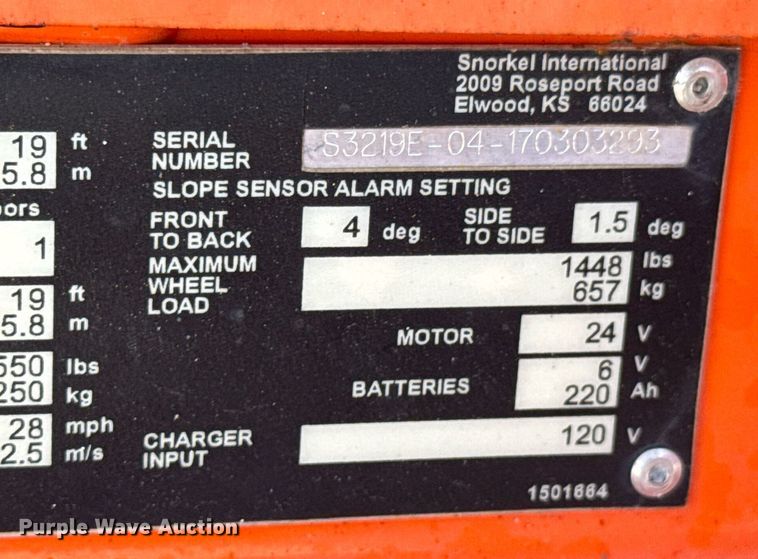 Snorkel International
2009 Roseport Road
Elwood, KS 66024
19 ft
5.8 m
SERIAL
NUMBER
S3219E-04-170303293
SLOPE SENSOR ALARM SETTING
oors
1
FRONT
TO BACK
4 deg
SIDE
TO SIDE
1.5 deg
MAXIMUM
WHEEL
LOAD
1448 lbs
657 kg
19 ft
5.8 m
MOTOR 24 V
550 lbs
250 kg
BATTERIES
6 V
220 Ah
28 mph
2.5 m/s
CHARGER
INPUT
120 V
1501664
Purple Wave Auction